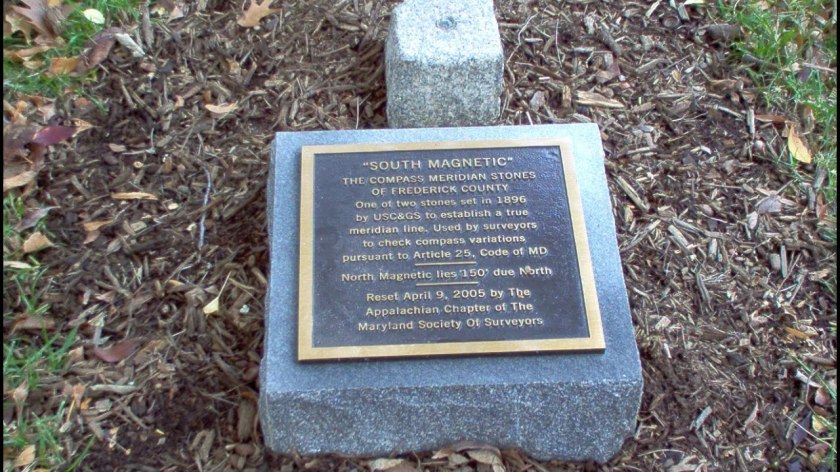 "SOUTH MAGNETIC"
THE COMPASS MERIDIAN STONES
OF FREDERICK COUNTY
One of two stones set in 1896
by USC&GS to establish a true
meridian line. Used by surveyors
to check compass variations
pursuant to Article 25, Code of MD
North Magnetic lies 150' due North
Reset April 9, 2005 by The
Appalachian Chapter of The
Maryland Society Of Surveyors